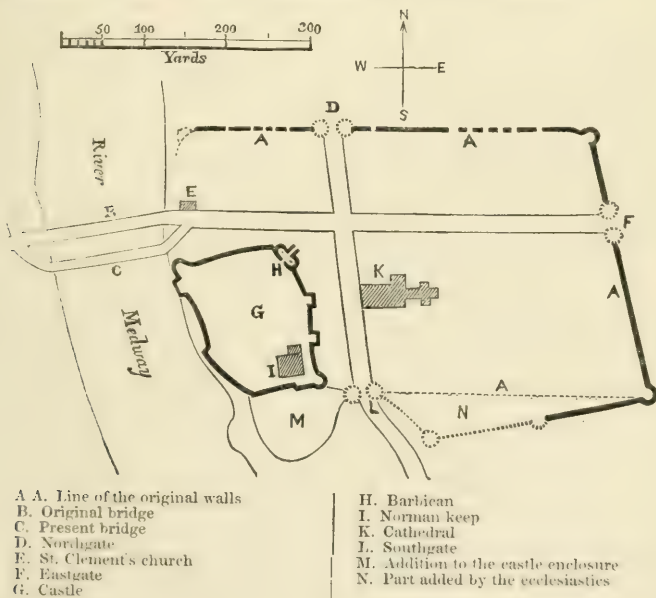 50 100 200 300
Yards
N
W E
S
D
A A
River
E
B
F
C
H
K
G
A
Medway
I
A
L
N
M
A A. Line of the original walls
B. Original bridge
C. Present bridge
D. Northgate
E. St. Clement's church
F. Eastgate
G. Castle
H. Barbican
I. Norman keep
K. Cathedral
L. Southgate
M. Addition to the castle enclosure
N. Part added by the ecclesiastics